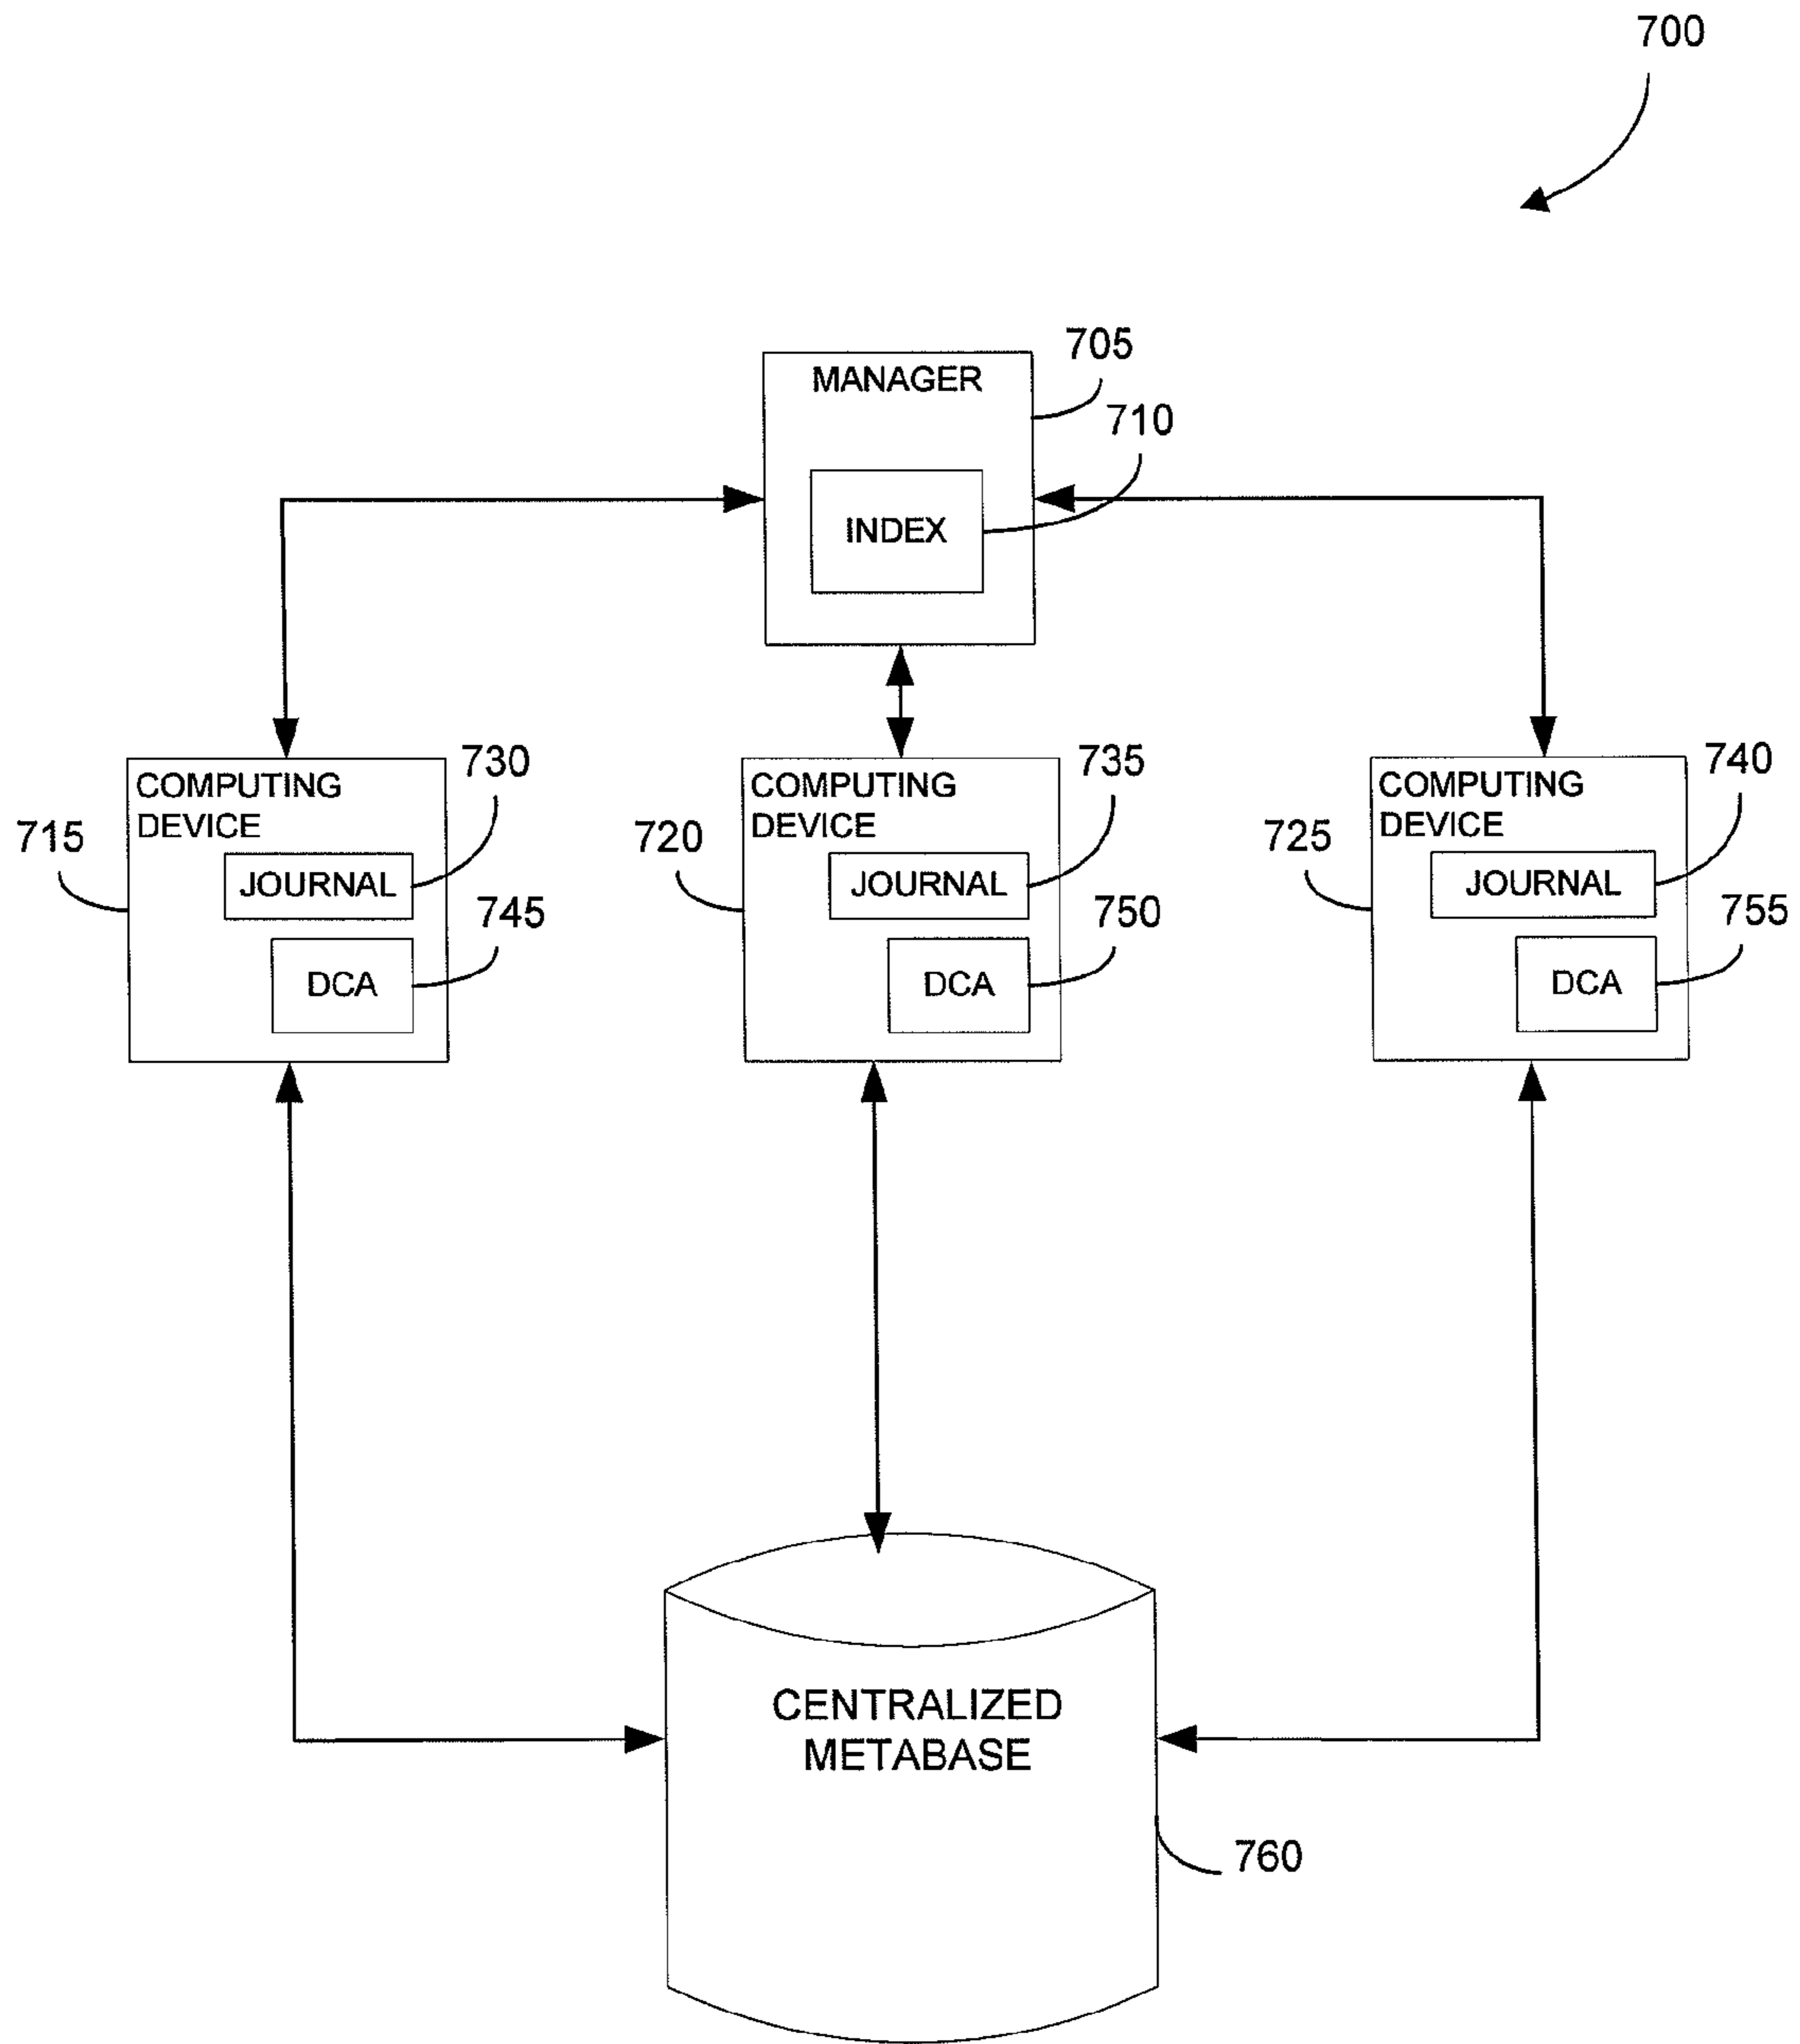 700
705
MANAGER
710
INDEX
730
735
740
COMPUTING
DEVICE
COMPUTING
DEVICE
COMPUTING
DEVICE
715
720
725
JOURNAL
JOURNAL
JOURNAL
745
750
755
DCA
DCA
DCA
CENTRALIZED
METABASE
760